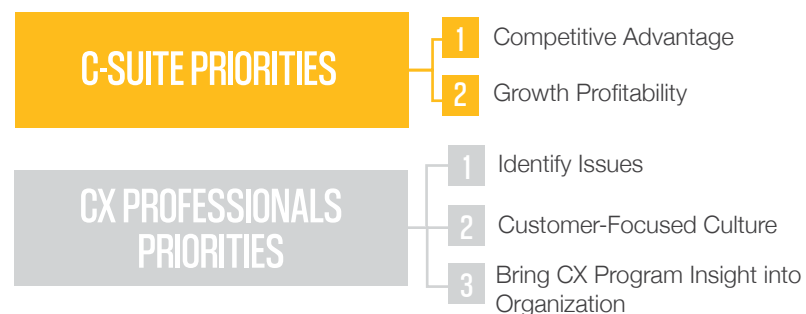 C-SUITE PRIORITIES
1 Competitive Advantage
2 Growth Profitability
CX PROFESSIONALS
PRIORITIES
1 Identify Issues
2 Customer-Focused Culture
3 Bring CX Program Insight into
Organization